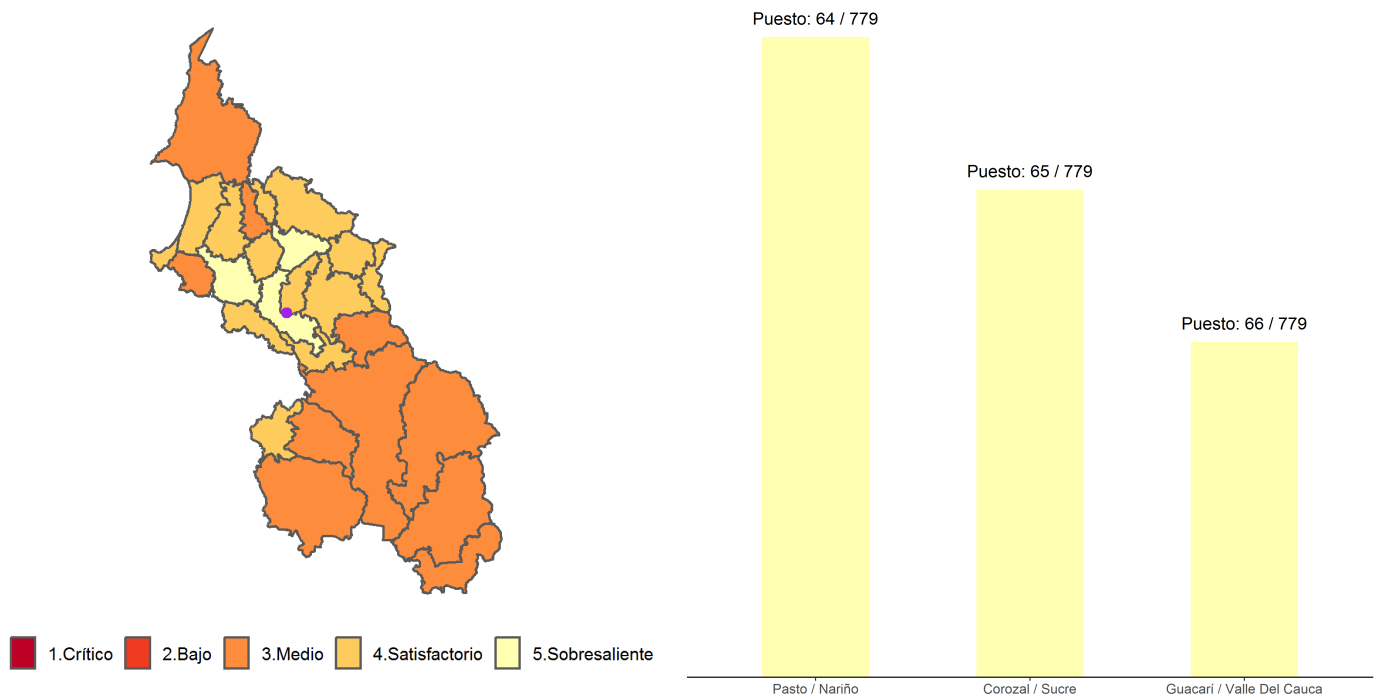 Puesto: 64 / 779
Puesto: 65 / 779
Puesto: 66 / 779
1.Crítico
2.Bajo
3.Medio
4.Satisfactorio
5.Sobresaliente
Pasto / Nariño
Corozal / Sucre
Guacarí / Valle Del Cauca